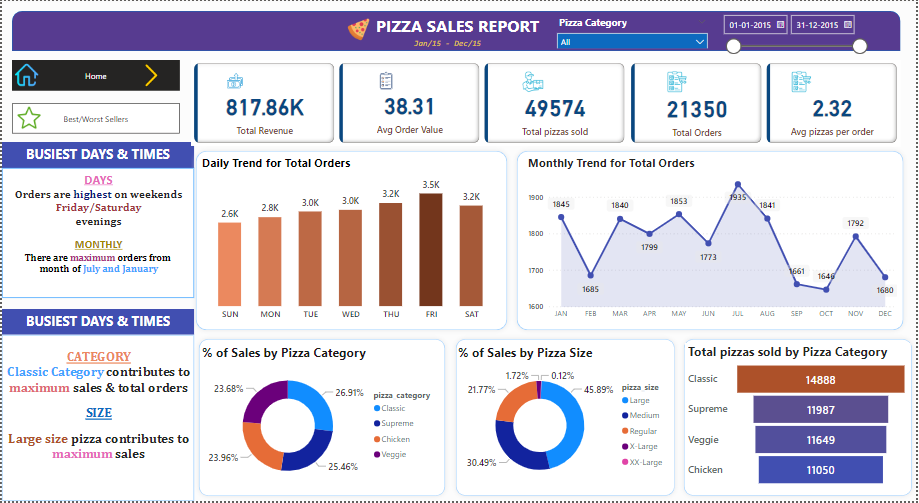 PIZZA SALES REPORT
Jan/15 - Dec/15
Pizza Category
All
01-01-2015
31-12-2015
Home
Best/Worst Sellers
817.86K
Total Revenue
38.31
Avg Order Value
49574
Total pizzas sold
21350
Total Orders
2.32
Avg pizzas per order
BUSIEST DAYS & TIMES
DAYS
Orders are highest on weekends
Friday/Saturday
evenings
MONTHLY
There are maximum orders from
month of July and January
BUSIEST DAYS & TIMES
CATEGORY
Classic Category contributes to
maximum sales & total orders
SIZE
Large size pizza contributes to
maximum sales
Daily Trend for Total Orders
2.6K
2.8K
3.0K
3.0K
3.2K
3.5K
3.2K
SUN MON TUE WED THU FRI SAT
Monthly Trend for Total Orders
1900
1800
1700
1600
1845
1685
1840
1799
1853
1773
1935
1841
1661
1646
1792
1680
JAN FEB MAR APR MAY JUN JUL AUG SEP OCT NOV DEC
% of Sales by Pizza Category
23.68%
26.91%
23.96%
25.46%
pizza_category
Classic
Supreme
Chicken
Veggie
% of Sales by Pizza Size
1.72%
0.12%
21.77%
45.89%
30.49%
pizza_size
Large
Medium
Regular
X-Large
XX-Large
Total pizzas sold by Pizza Category
Classic 14888
Supreme 11987
Veggie 11649
Chicken 11050